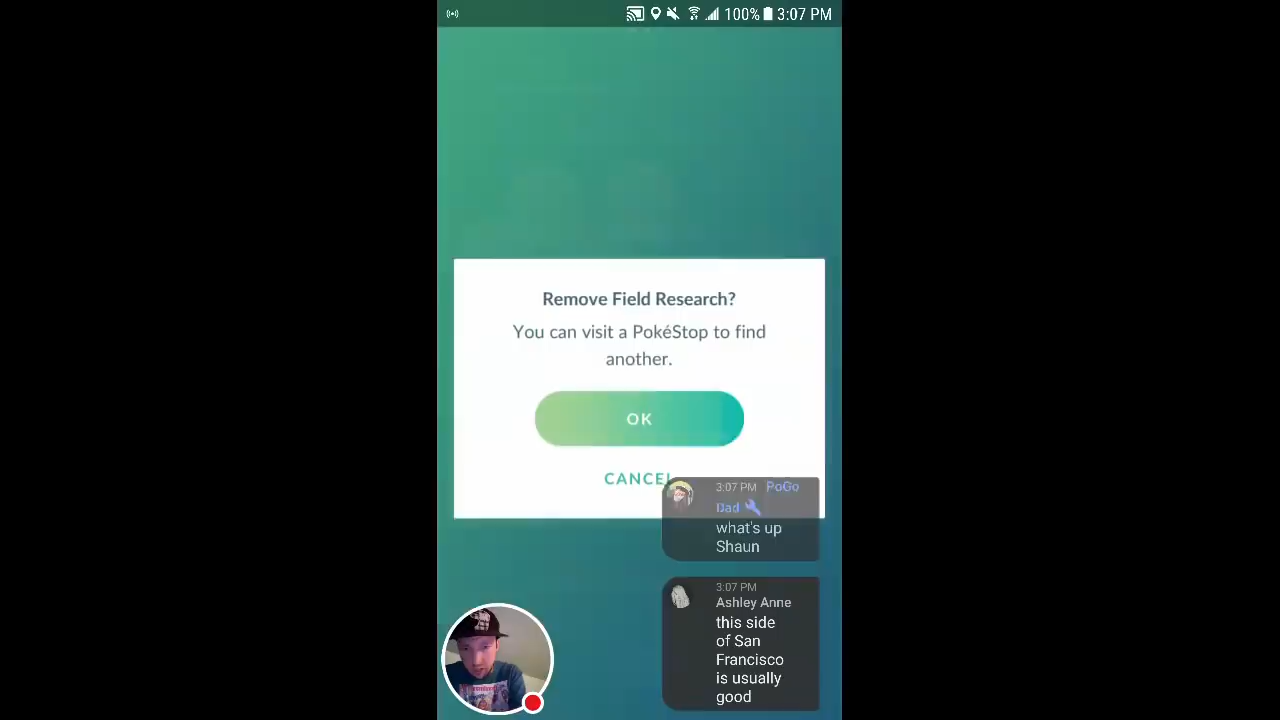 100% 3:07 PM
Remove Field Research?
You can visit a PokéStop to find
another.
OK
CANCEL
3:07 PM PoGo
Dad
what's up
Shaun
3:07 PM
Ashley Anne
this side
of San
Francisco
is usually
good